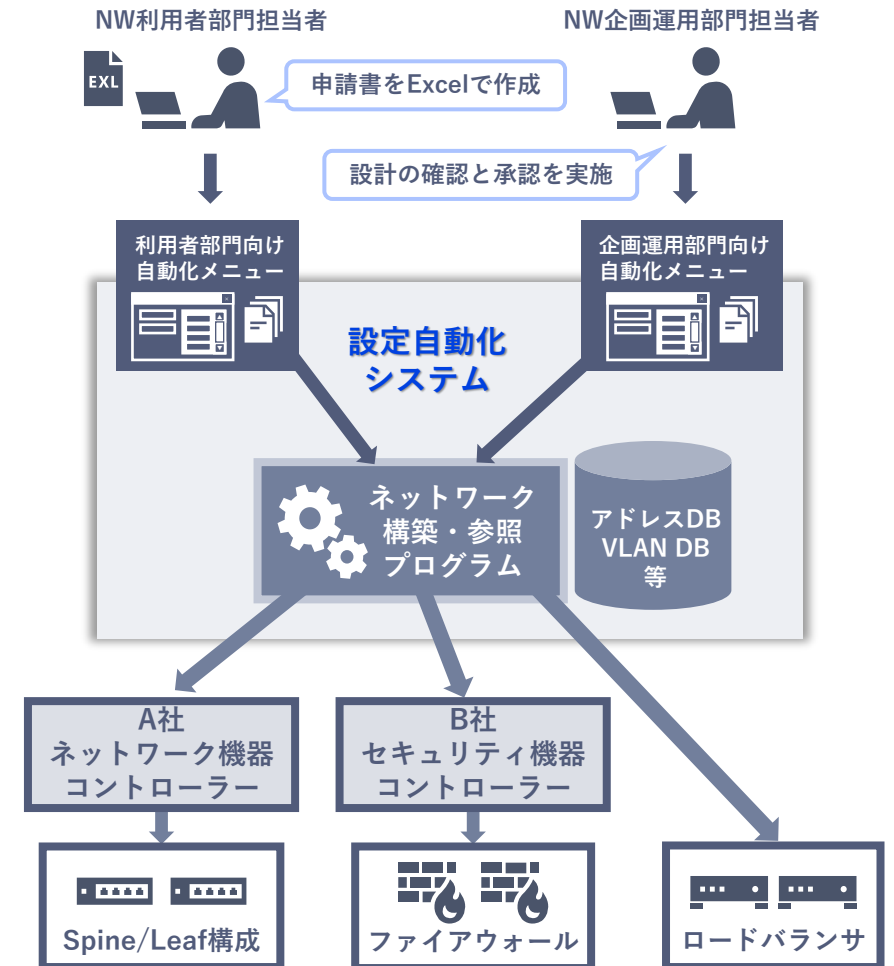 NW利用者部門担当者
NW企画運用部門担当者
EXL
申請書をExcelで作成
設計の確認と承認を実施
利用者部門向け
自動化メニュー
企画運用部門向け
自動化メニュー
設定自動化
システム
ネットワーク
構築・参照
プログラム
アドレスDB
VLAN DB
等
A社
ネットワーク機器
コントローラー
B社
セキュリティ機器
コントローラー
Spine/Leaf構成
ファイアウォール
ロードバランサ